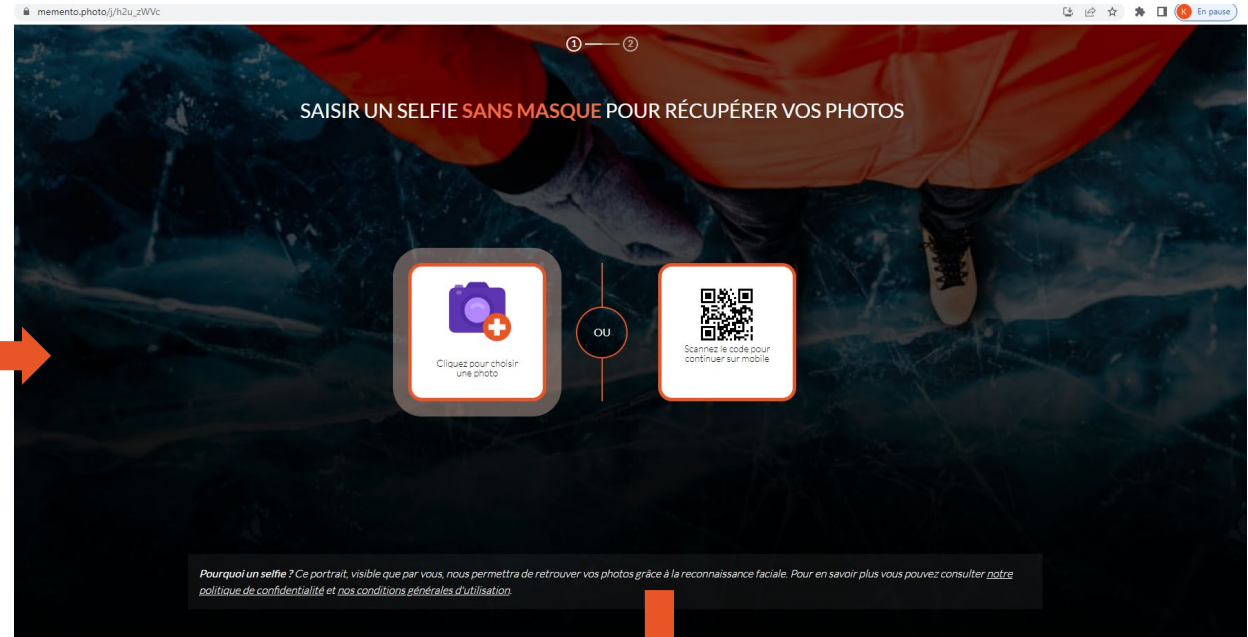 memento.photo/j/h2u_zWVc
K En pause
1 2
SAISIR UN SELFIE SANS MASQUE POUR RÉCUPÉRER VOS PHOTOS
Cliquez pour choisir
une photo
OU
Scannez le code pour
continuer sur mobile
Pourquoi un selfie ? Ce portrait, visible que par vous, nous permettra de retrouver vos photos grâce à la reconnaissance faciale. Pour en savoir plus vous pouvez consulter notre
politique de confidentialité et nos conditions générales d'utilisation.